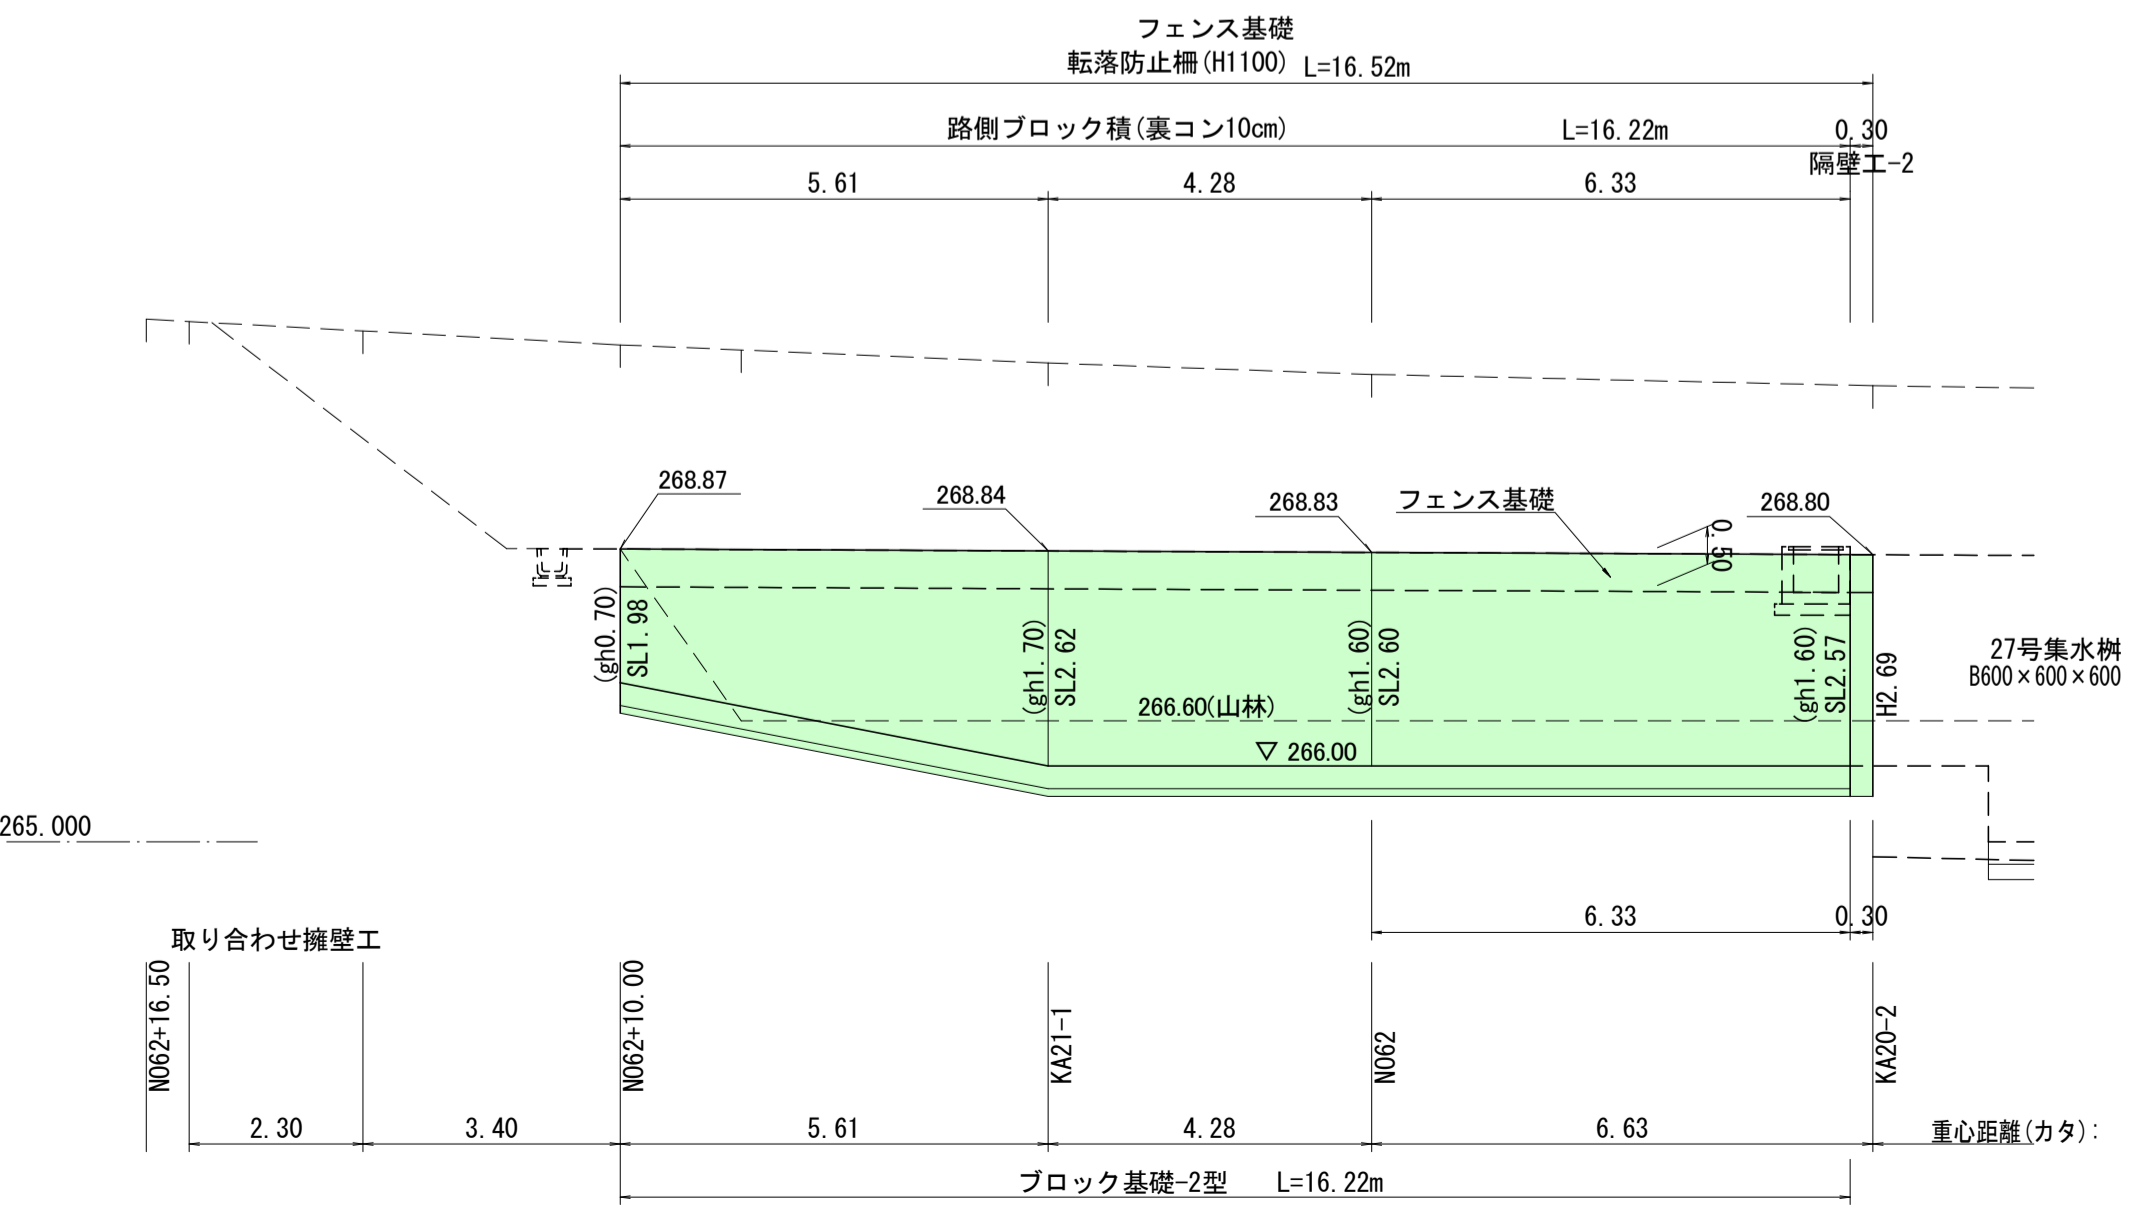 フェンス基礎
転落防止柵(H1100) L=16.52m
路側ブロック積(裏コン10cm) L=16.22m 0.30
隔壁工-2
5.61 4.28 6.33
268.87 268.84 268.83 フェンス基礎 268.80
0.50
(gh0.70)
SL1.98
(gh1.70)
SL2.62
(gh1.60)
SL2.60
(gh1.60)
SL2.57
H2.69
27号集水桝
B600×600×600
266.60(山林)
▽ 266.00
265.000
6.33 0.30
取り合わせ擁壁工
NO62+16.50
NO62+10.00
KA21-1
NO62
KA20-2
2.30 3.40 5.61 4.28 6.63 重心距離(カタ):
ブロック基礎-2型 L=16.22m